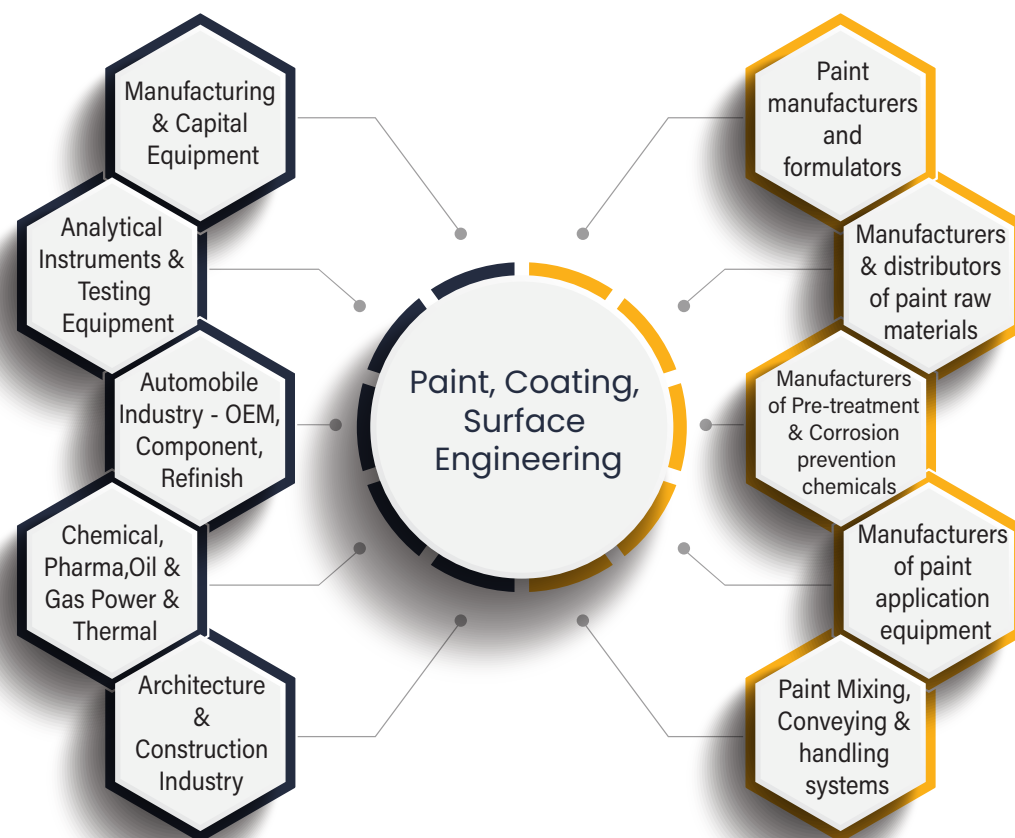 Manufacturing
& Capital
Equipment
Analytical
Instruments &
Testing
Equipment
Automobile
Industry - OEM,
Component,
Refinish
Chemical,
Pharma,Oil &
Gas Power &
Thermal
Architecture
&
Construction
Industry
Paint, Coating,
Surface
Engineering
Paint
manufacturers
and
formulators
Manufacturers
& distributors
of paint raw
materials
Manufacturers
of Pre-treatment
& Corrosion
prevention
chemicals
Manufacturers
of paint
application
equipment
Paint Mixing,
Conveying &
handling
systems